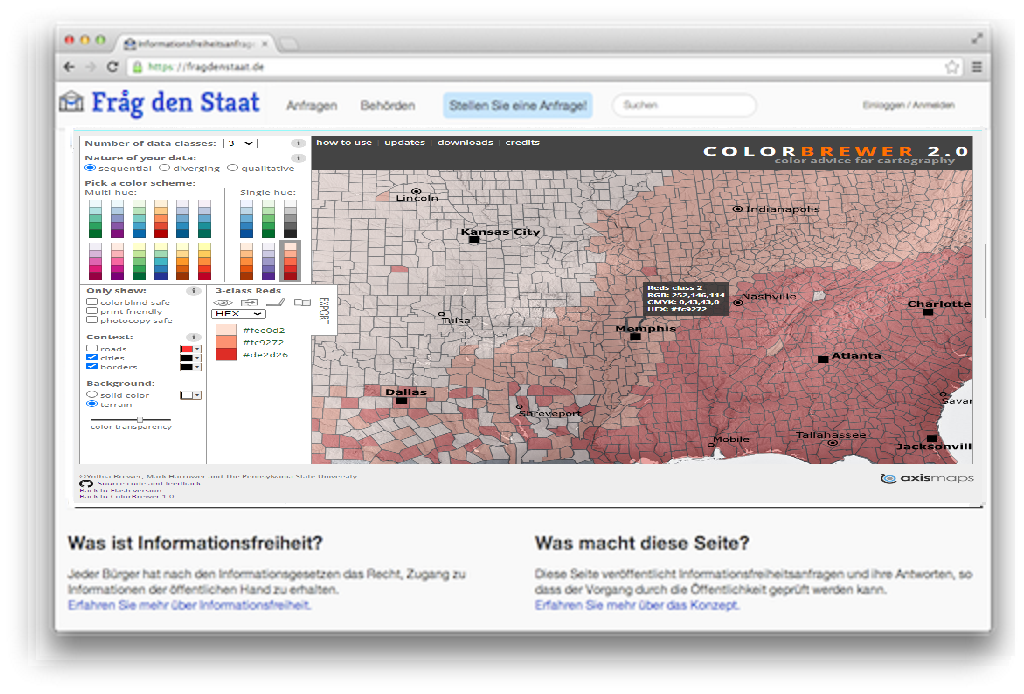 Informationsfreiheitsanfrage
https://fragdenstaat.de
Fråg den Staat
Anfragen
Behörden
Stellen Sie eine Anfrage!
Suchen
Einloggen / Anmelden
Number of data classes: 3
how to use | updates | downloads | credits
COLORBREWER 2.0
color advice for cartography
Nature of your data:
sequential diverging qualitative
Pick a color scheme:
Multi hue: Single hue:
Only show:
colorblind safe
print friendly
photocopy safe
Context:
roads
cities
borders
Background:
solid color
terrain
color transparency
3-class Reds
EXPORT
HEX
#fee0d2
#fc9272
#de2d26
Lincoln
Kansas City
Indianapolis
Reds class 2
RGB: 252,146,114
CMYK: 0,43,43,0
HEX: #fc9272
Nashville
Charlotte
Tulsa
Memphis
Atlanta
Dallas
Shreveport
Savan
Mobile
Tallahassee
Jacksonvill
©Cynthia Brewer, Mark Harrower and The Pennsylvania State University
Source code and feedback
Back to Flash version
Back to ColorBrewer 1.0
axismaps
Was ist Informationsfreiheit?
Jeder Bürger hat nach den Informationsgesetzen das Recht, Zugang zu
Informationen der öffentlichen Hand zu erhalten.
Erfahren Sie mehr über Informationsfreiheit.
Was macht diese Seite?
Diese Seite veröffentlicht Informationsfreiheitsanfragen und ihre Antworten, so
dass der Vorgang durch die Öffentlichkeit geprüft werden kann.
Erfahren Sie mehr über das Konzept.